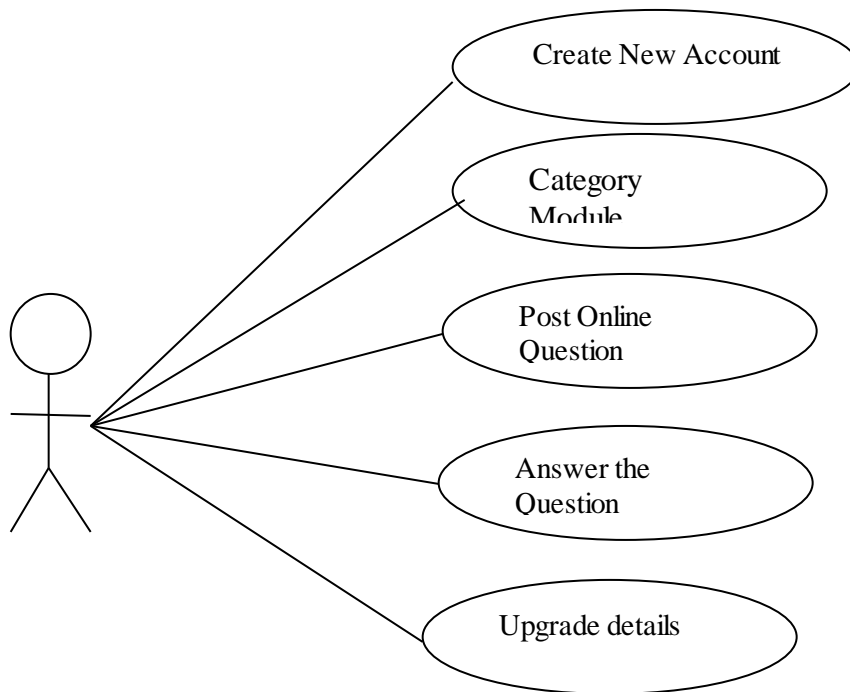 Create New Account
Category
Module
Post Online
Question
Answer the
Question
Upgrade details